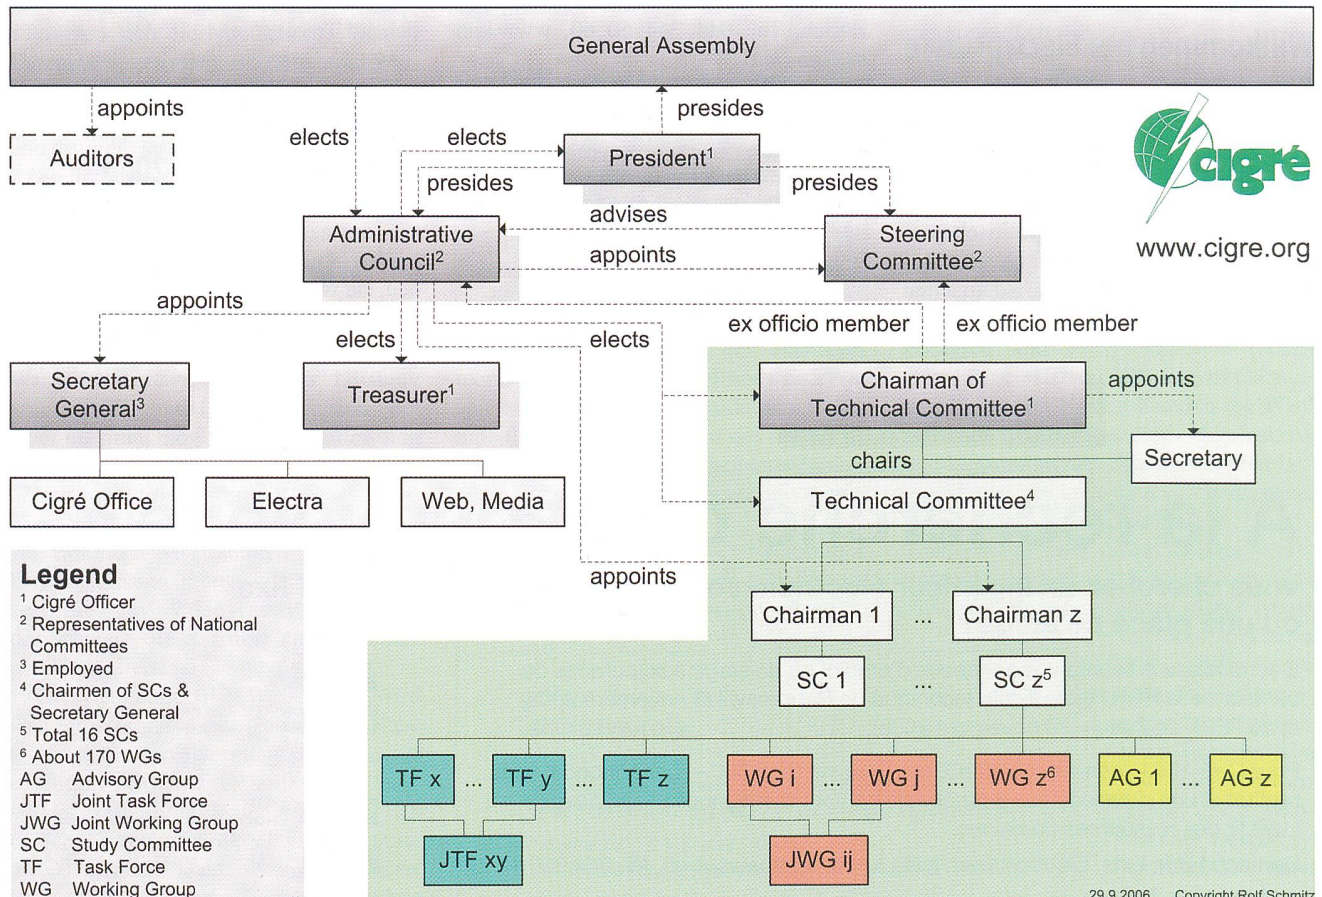 General Assembly
appoints
elects
elects
presides
Auditors
President¹
presides
presides
cigré
www.cigre.org
Administrative
Council²
advises
appoints
Steering
Committee²
appoints
elects
elects
ex officio member
ex officio member
Secretary
General³
Treasurer¹
Chairman of
Technical Committee¹
appoints
chairs
Secretary
Cigré Office
Electra
Web, Media
Technical Committee⁴
appoints
Chairman 1
...
Chairman z
SC 1
...
SC z⁵
TF x
...
TF y
...
TF z
WG i
...
WG j
...
WG z⁶
AG 1
...
AG z
JTF xy
JWG ij
Legend
¹ Cigré Officer
² Representatives of National
Committees
³ Employed
⁴ Chairmen of SCs &
Secretary General
⁵ Total 16 SCs
⁶ About 170 WGs
AG Advisory Group
JTF Joint Task Force
JWG Joint Working Group
SC Study Committee
TF Task Force
WG Working Group
29.9.2006 Copyright Rolf Schmitz